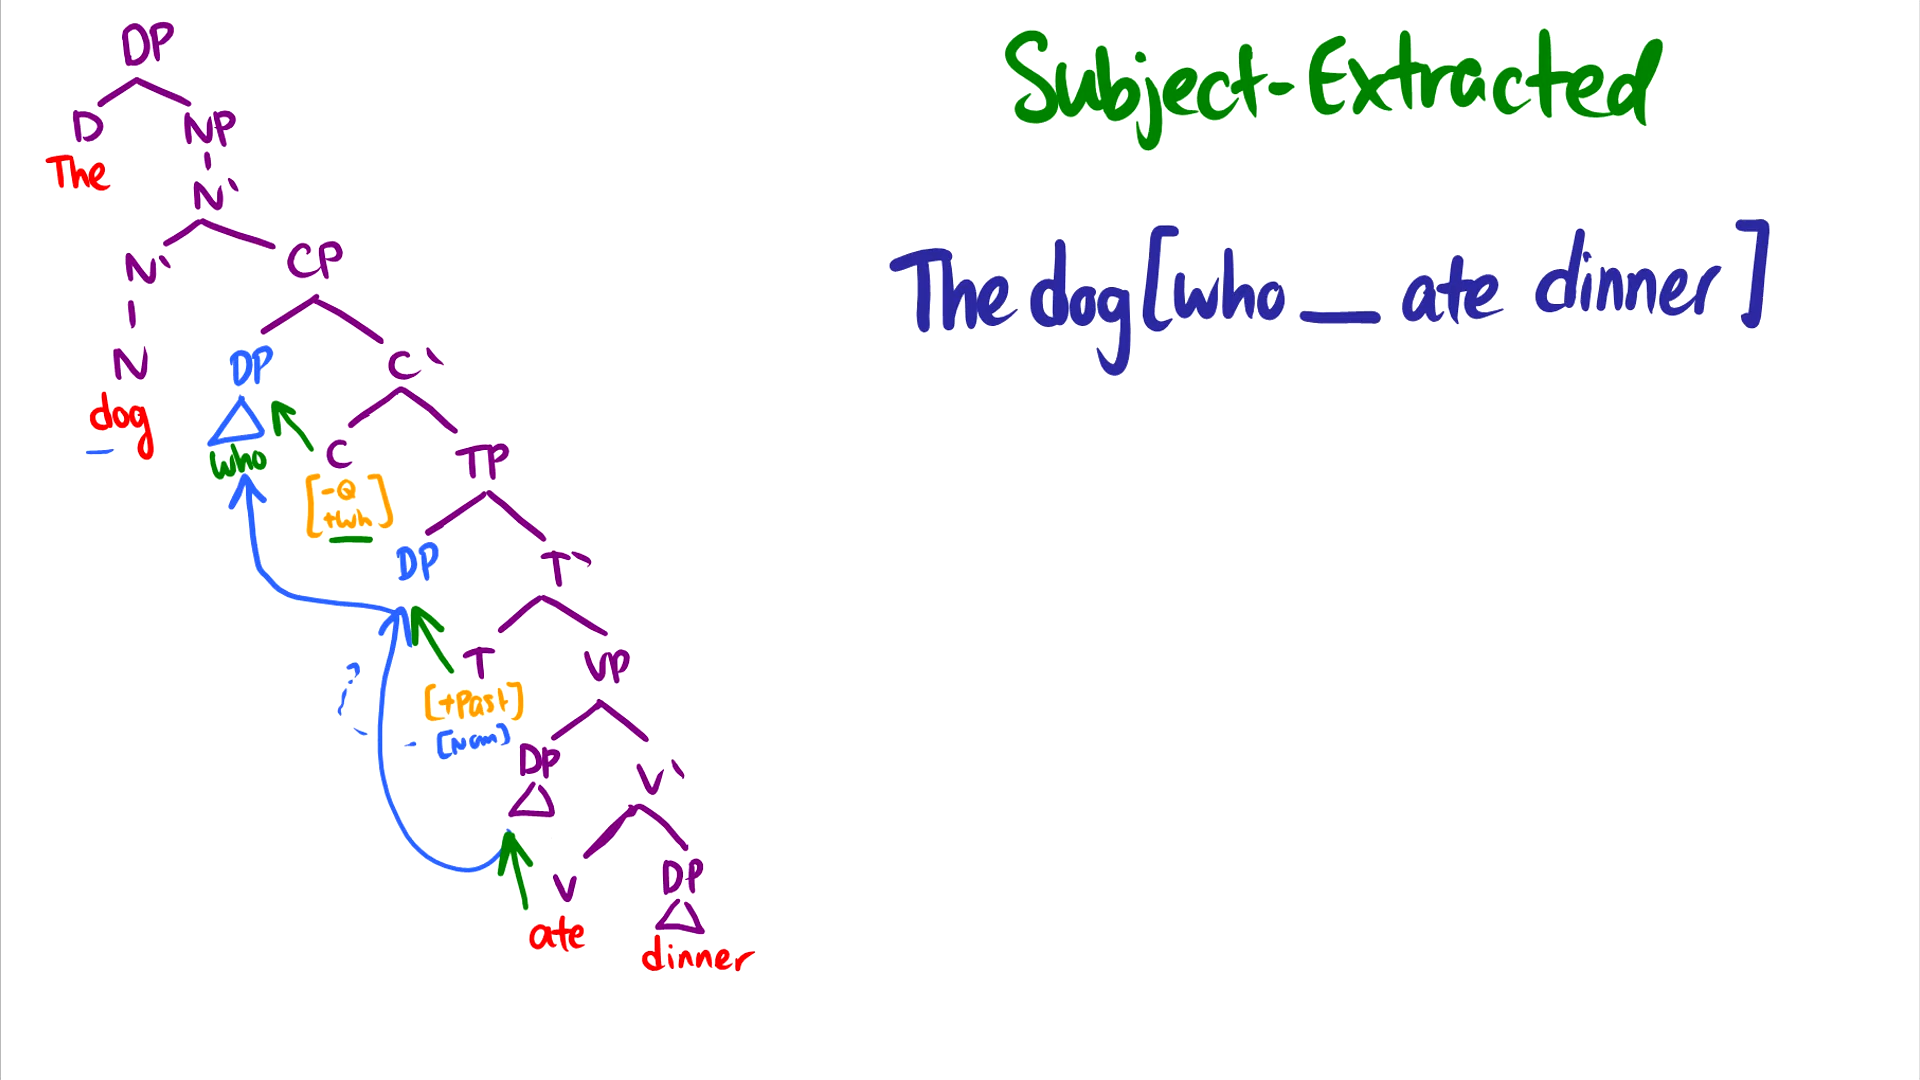 DP
Subject-Extracted
D NP
The
N'
The dog [who __ ate dinner]
N' CP
N DP C'
dog
who C TP
[-Q
+wh]
DP T'
T VP
?
[+Past]
[Nom]
DP V'
V DP
ate dinner